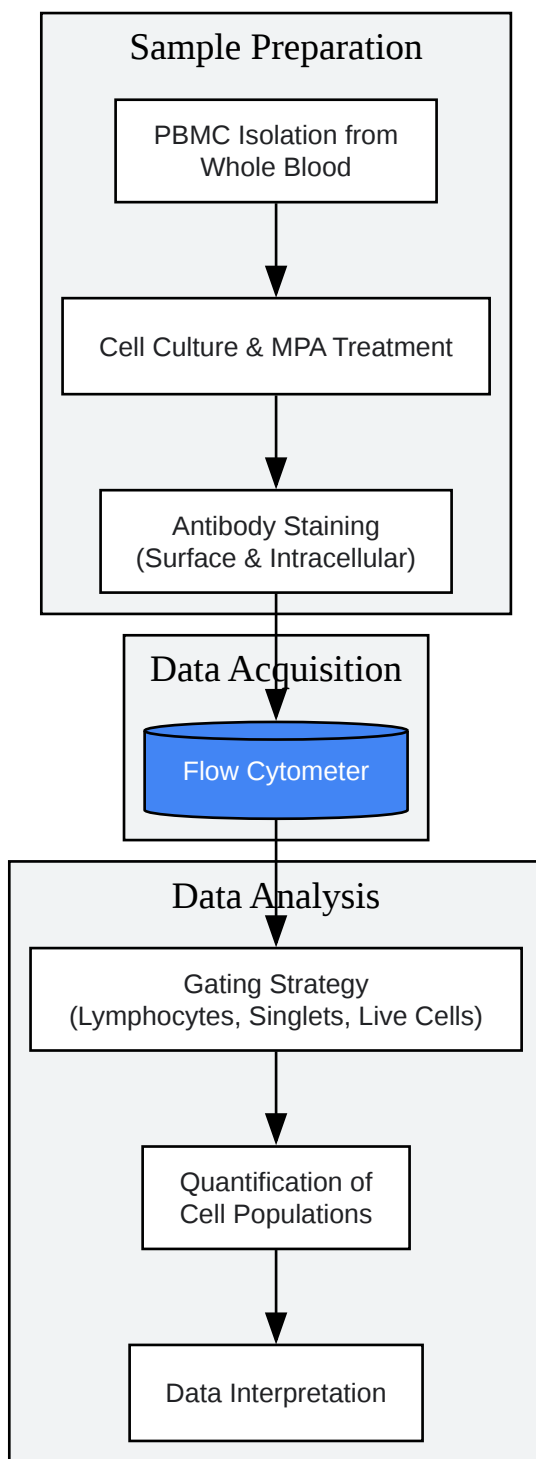 Sample Preparation
PBMC Isolation from
Whole Blood
Cell Culture & MPA Treatment
Antibody Staining
(Surface & Intracellular)
Data Acquisition
Flow Cytometer
Data Analysis
Gating Strategy
(Lymphocytes, Singlets, Live Cells)
Quantification of
Cell Populations
Data Interpretation